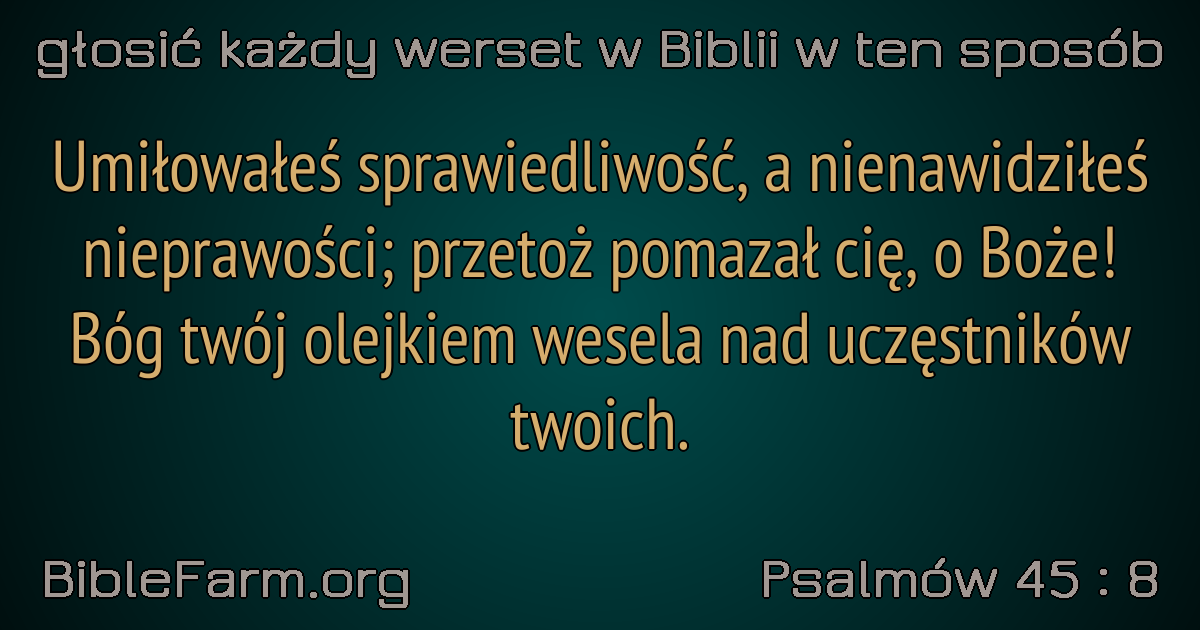 głosić każdy werset w Biblii w ten sposób
Umiłowałeś sprawiedliwość, a nienawidziłeś
nieprawości; przetoż pomazał cię, o Boże!
Bóg twój olejkiem wesela nad uczęstników
twoich.
BibleFarm.org
Psalmów 45 : 8